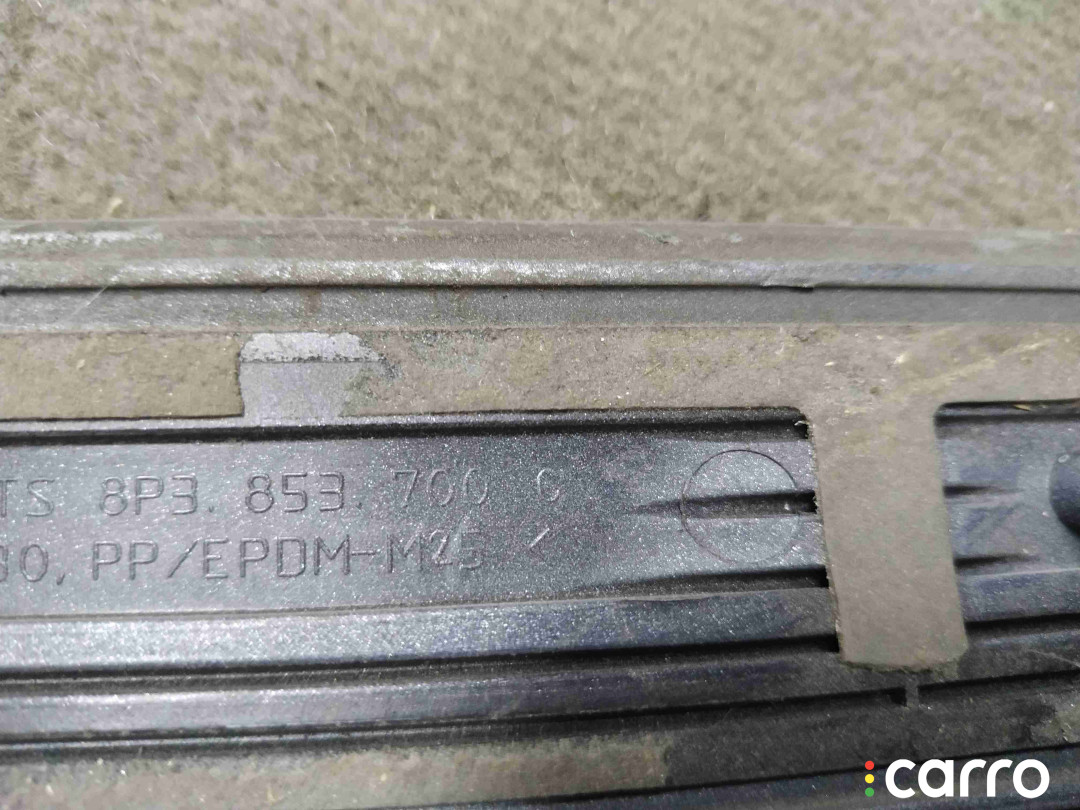 TS 8P3. 853. 700 C
30, PP/EPDM-M25 <
carro